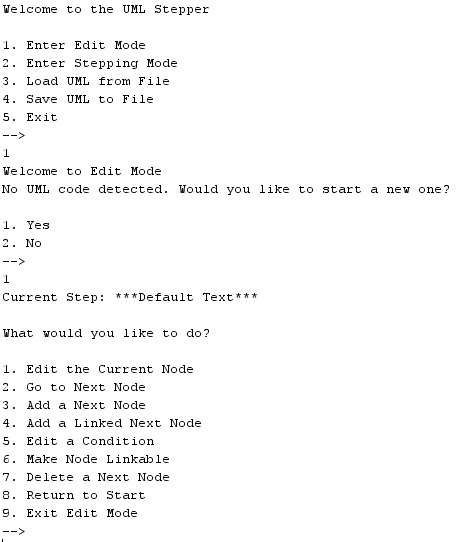 Welcome to the UML Stepper
1. Enter Edit Mode
2. Enter Stepping Mode
3. Load UML from File
4. Save UML to File
5. Exit
-->
1
Welcome to Edit Mode
No UML code detected. Would you like to start a new one?
1. Yes
2. No
-->
1
Current Step: ***Default Text***
What would you like to do?
1. Edit the Current Node
2. Go to Next Node
3. Add a Next Node
4. Add a Linked Next Node
5. Edit a Condition
6. Make Node Linkable
7. Delete a Next Node
8. Return to Start
9. Exit Edit Mode
-->